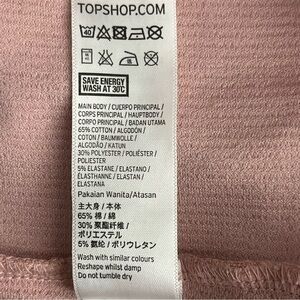 TOPSHOP.COM
40
SAVE ENERGY
WASH AT 30°C
MAIN BODY / CUERPO PRINCIPAL /
CORPS PRINCIPAL / HAUPTBODY /
CORPO PRINCIPAL / BADAN UTAMA
65% COTTON / ALGODÓN /
COTON / BAUMWOLLE /
ALGODÃO / KATUN
30% POLYESTER / POLIÉSTER /
POLIESTER
5% ELASTANE / ELASTANO /
ÉLASTHANNE / ELASTAN /
ELASTANA
Pakaian Wanita/Atasan
主大身 / 本体
65% 棉 / 綿
30% 聚酯纤维 /
ポリエステル
5% 氨纶 / ポリウレタン
Wash with similar colours
Reshape whilst damp
Do not tumble dry